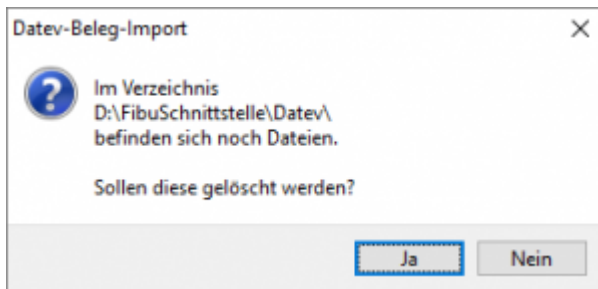 Datev-Beleg-Import
Im Verzeichnis
D:\FibuSchnittstelle\Datev\
befinden sich noch Dateien.
Sollen diese gelöscht werden?
Ja
Nein